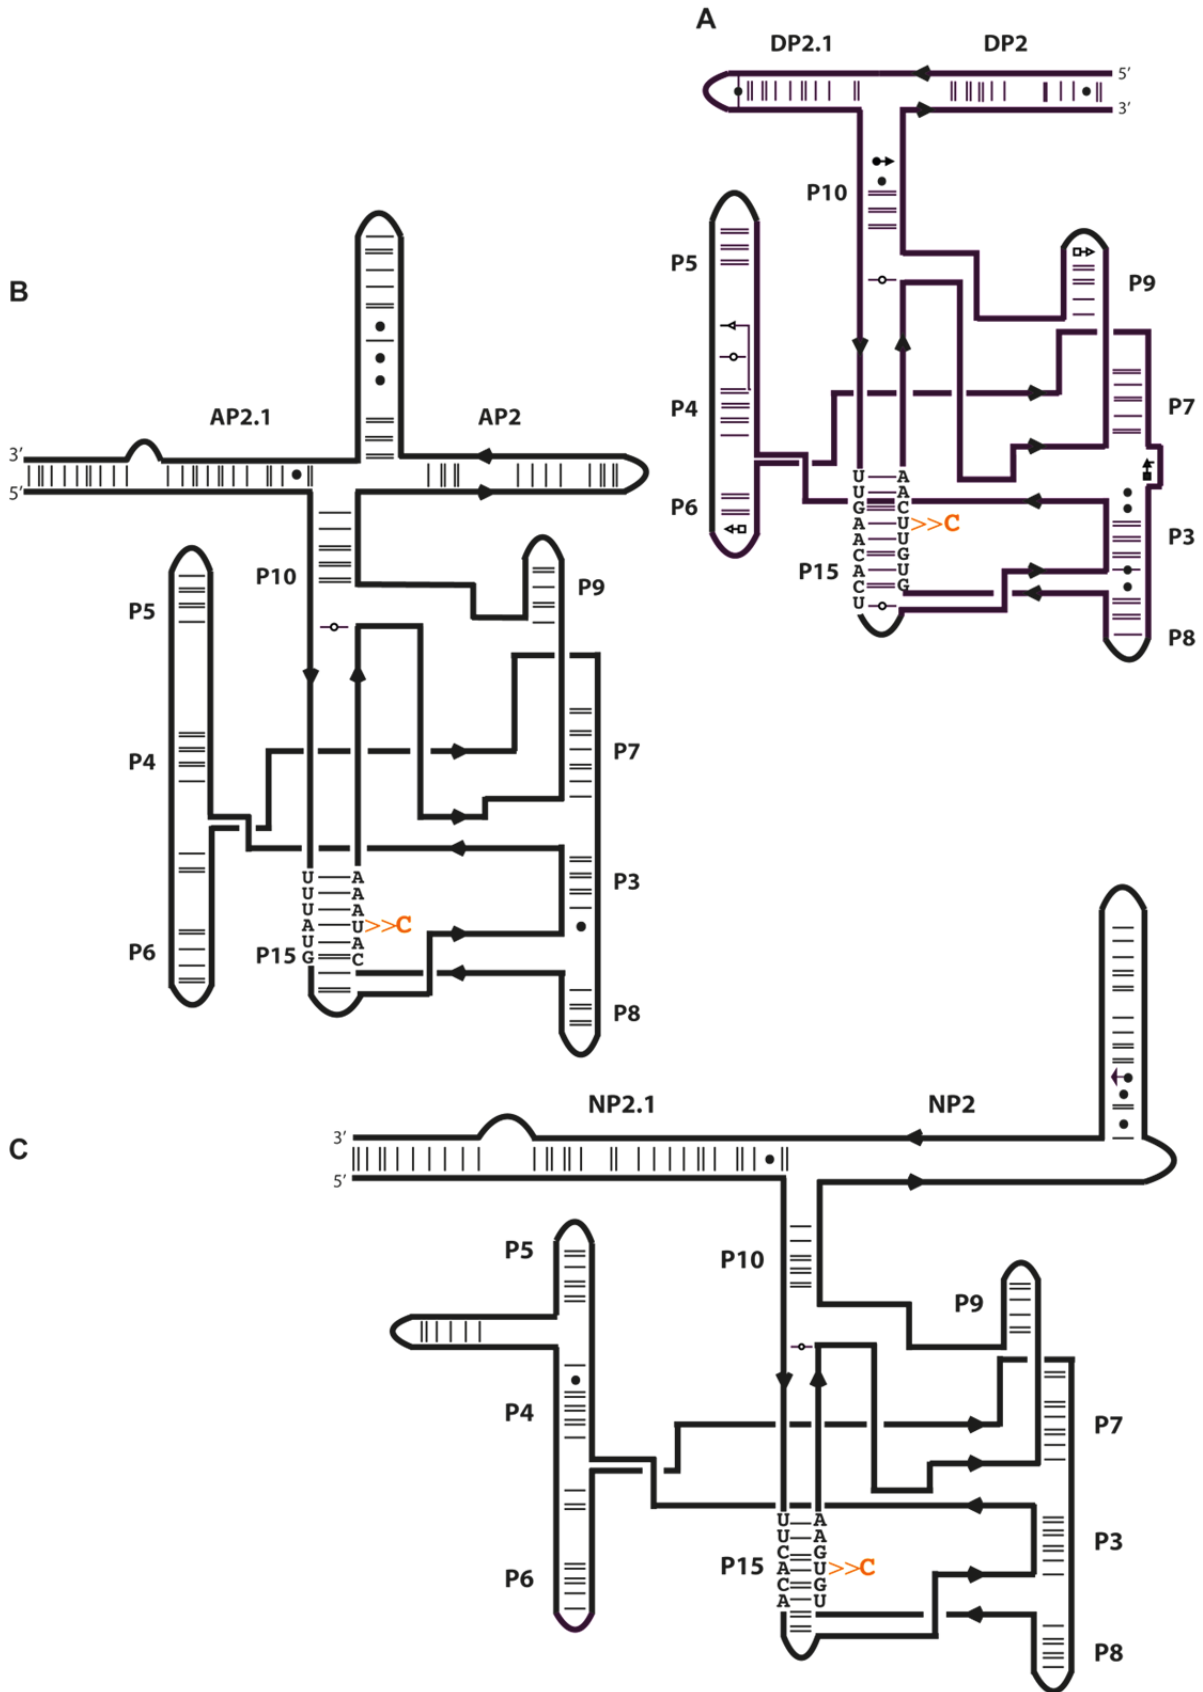 A
DP2.1 DP2
5'
3'
P10
P5
P9
P4
P7
P6
P3
P15
P8
U A
U A
G C
A U >>C
A U
C G
A U
C G
U
B
AP2.1 AP2
3'
5'
P10
P9
P5
P4
P7
P3
P6
P15
P8
U A
U A
U A
A U >>C
U A
G C
C
NP2.1 NP2
3'
5'
P5
P10
P9
P4
P7
P3
P15
P6
P8
U A
U A
C G
A U >>C
C G
A U